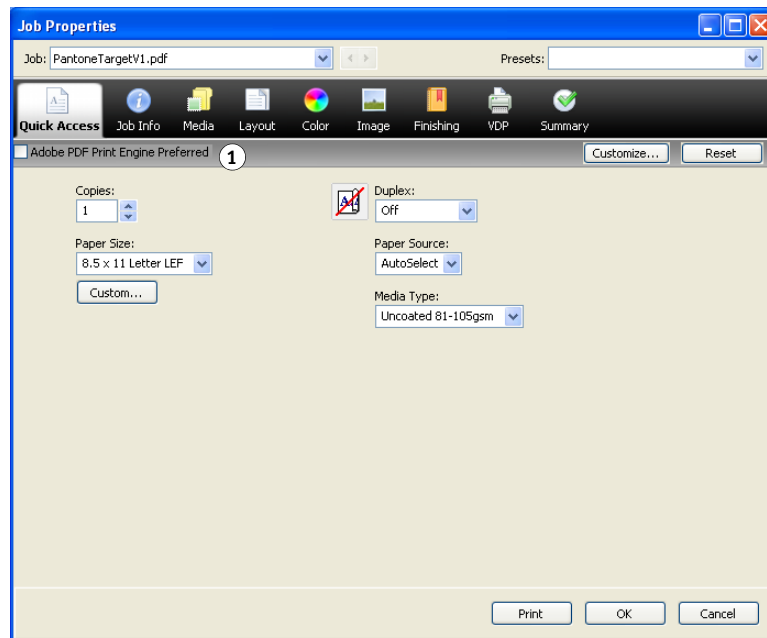 Job Properties
Job: PantoneTargetV1.pdf Presets:
Quick Access Job Info Media Layout Color Image Finishing VDP Summary
Adobe PDF Print Engine Preferred 1 Customize... Reset
Copies: Duplex:
1 Off
Paper Size: Paper Source:
8.5 x 11 Letter LEF AutoSelect
Custom... Media Type:
Uncoated 81-105gsm
Print OK Cancel